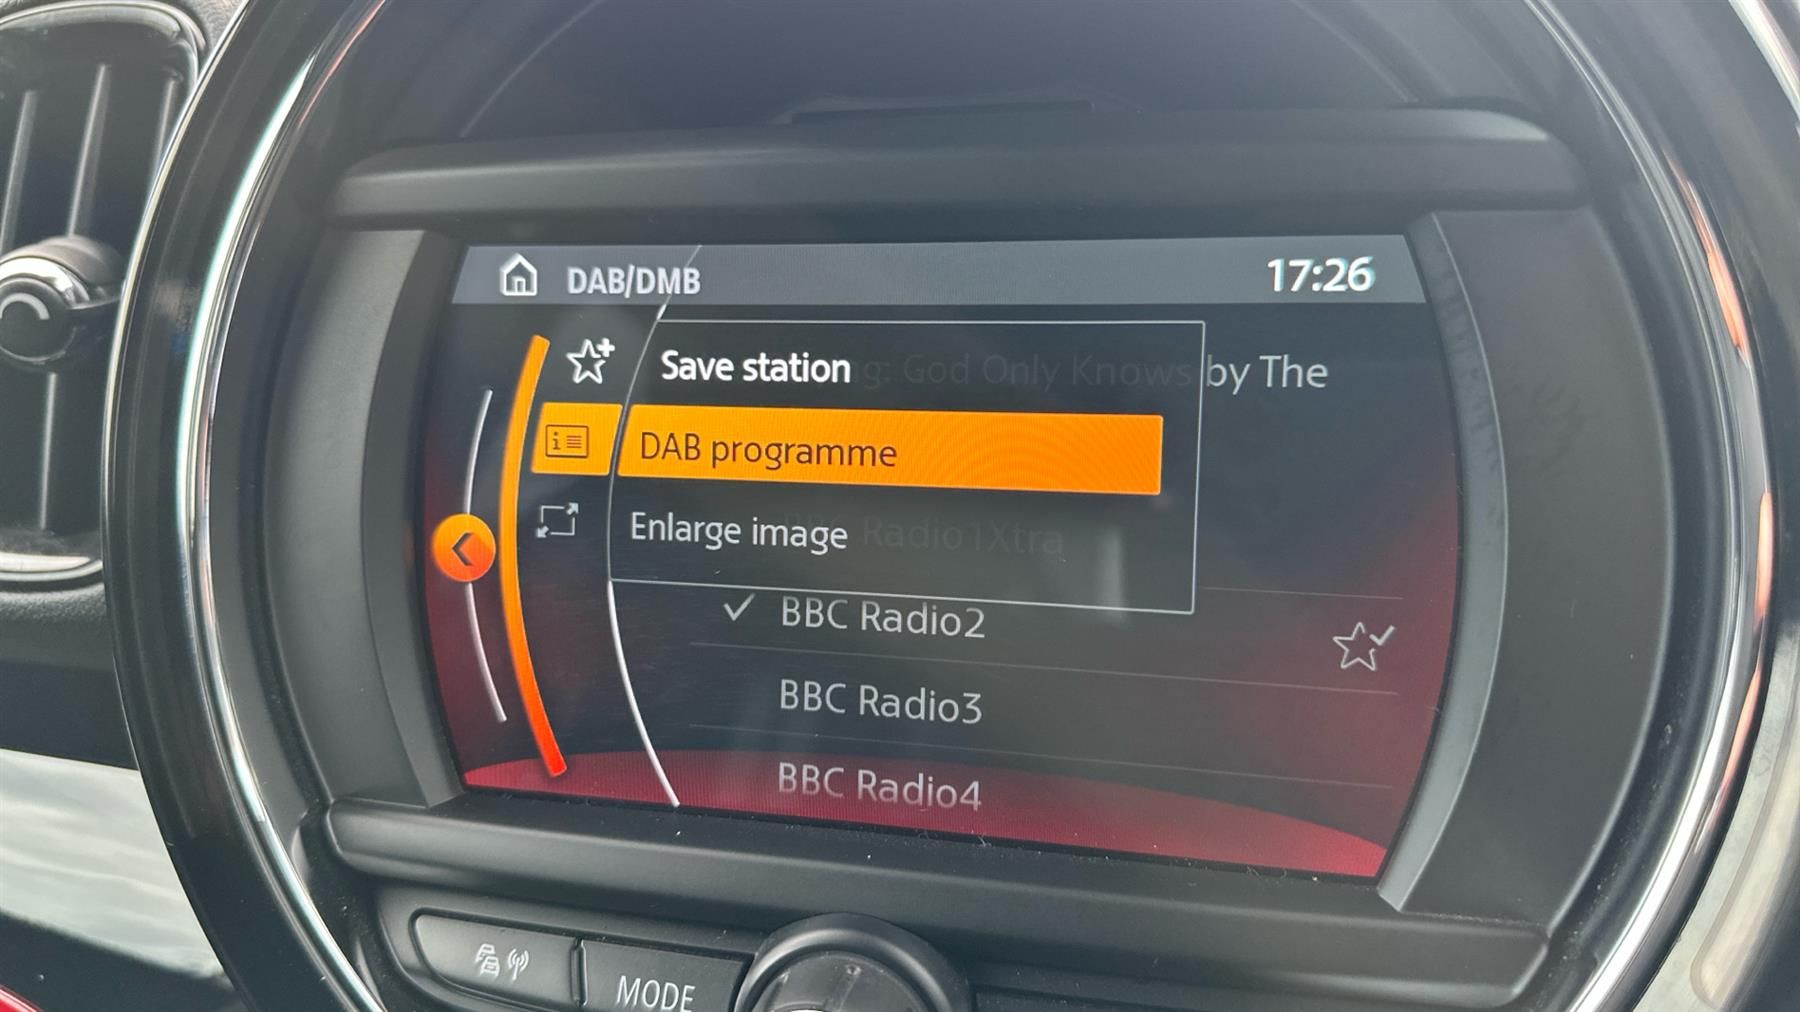 DAB/DMB 17:26
Save station ng: God Only Knows by The
DAB programme
Enlarge image Radio1Xtra
BBC Radio2
BBC Radio3
BBC Radio4
MODE